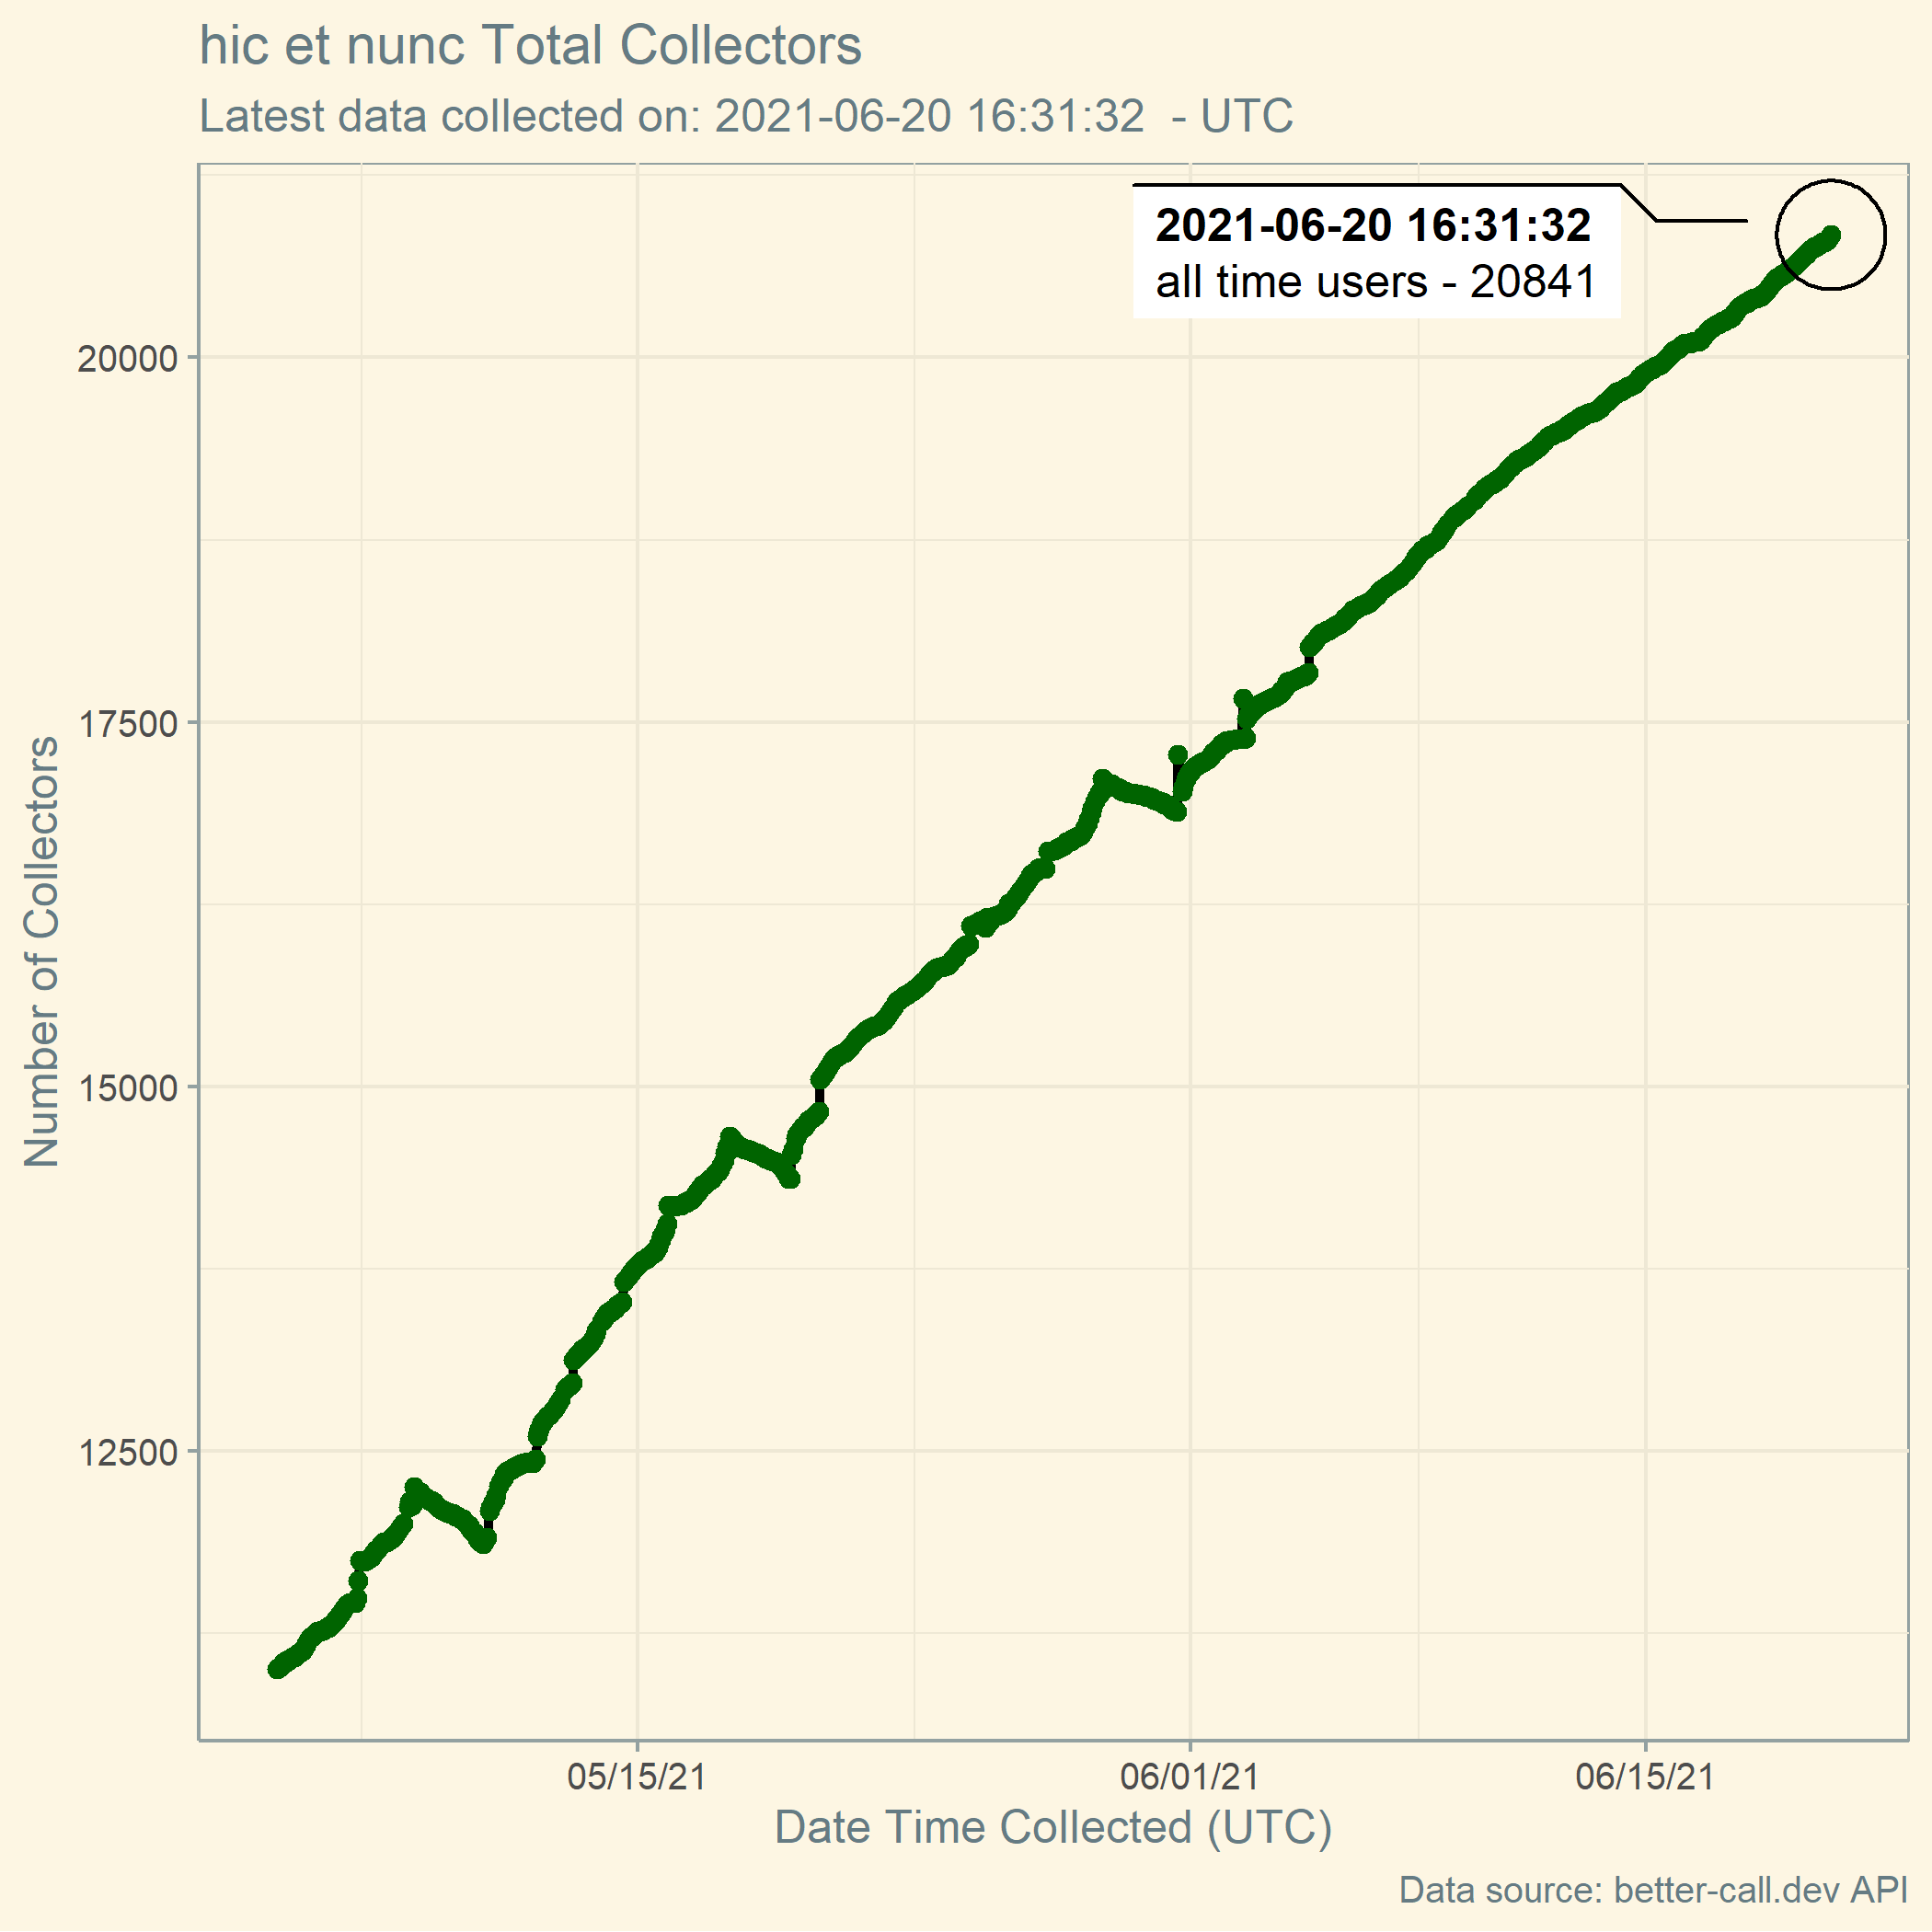 hic et nunc Total Collectors
Latest data collected on: 2021-06-20 16:31:32  - UTC
2021-06-20 16:31:32
all time users - 20841
Number of Collectors
20000
17500
15000
12500
05/15/21
06/01/21
06/15/21
Date Time Collected (UTC)
Data source: better-call.dev API